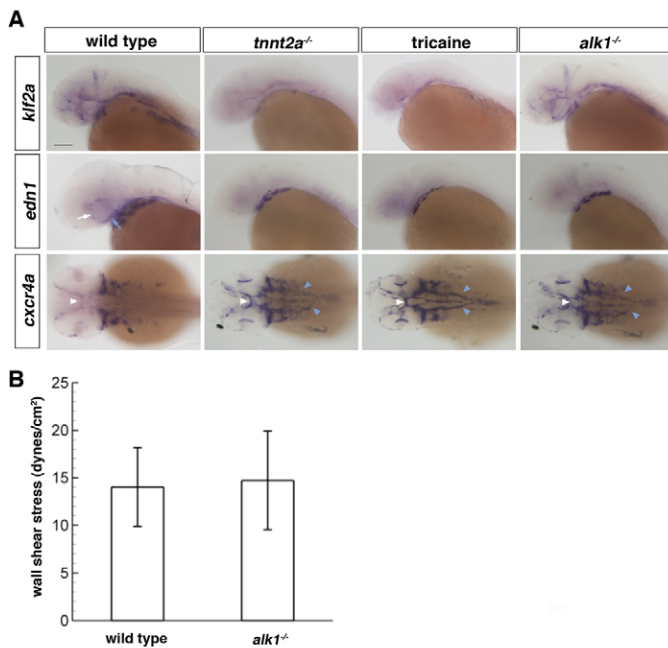 A
wild type tnnt2a-/- tricaine alk1-/-
klf2a
edn1
cxcr4a
B
wall shear stress (dynes/cm2)
25
20
15
10
5
0
wild type alk1-/-